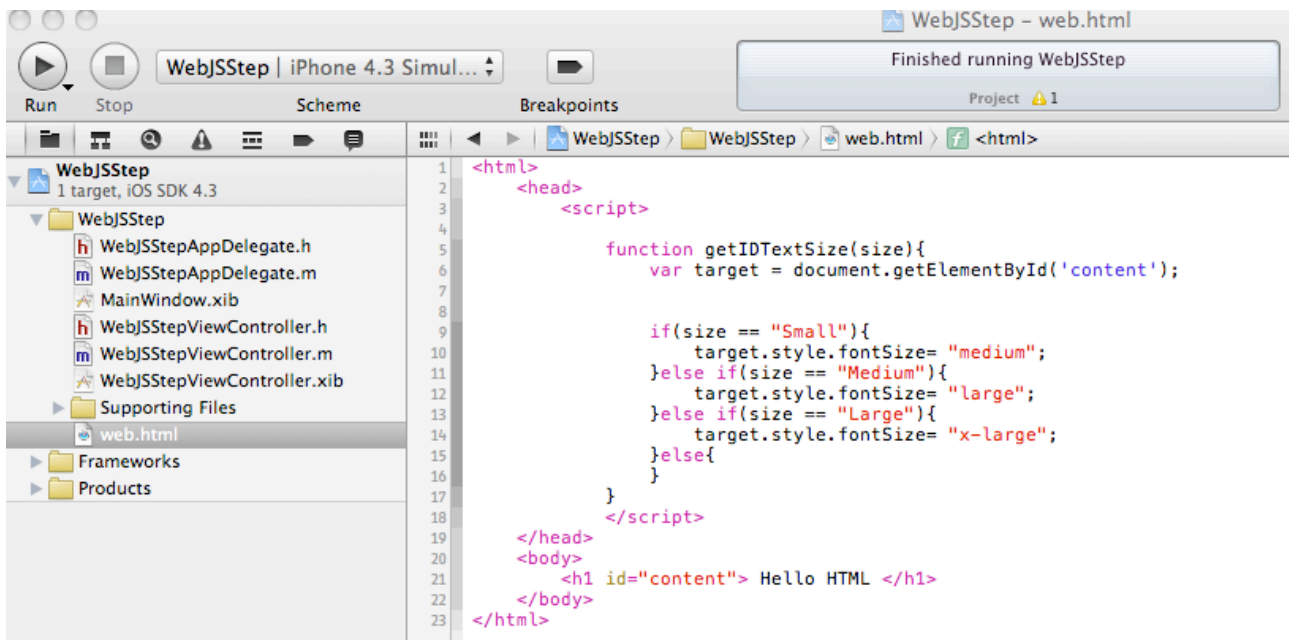 WebJSStep – web.html
WebJSStep | iPhone 4.3 Simul...
Finished running WebJSStep
Project 1
Run Stop Scheme Breakpoints
WebJSStep WebJSStep web.html f <html>
WebJSStep
1 target, iOS SDK 4.3
WebJSStep
h WebJSStepAppDelegate.h
m WebJSStepAppDelegate.m
MainWindow.xib
h WebJSStepViewController.h
m WebJSStepViewController.m
WebJSStepViewController.xib
Supporting Files
web.html
Frameworks
Products
1 <html>
2 <head>
3 <script>
4
5 function getIDTextSize(size){
6 var target = document.getElementById('content');
7
8
9 if(size == "Small"){
10 target.style.fontSize= "medium";
11 }else if(size == "Medium"){
12 target.style.fontSize= "large";
13 }else if(size == "Large"){
14 target.style.fontSize= "x-large";
15 }else{
16 }
17 }
18 </script>
19 </head>
20 <body>
21 <h1 id="content"> Hello HTML </h1>
22 </body>
23 </html>